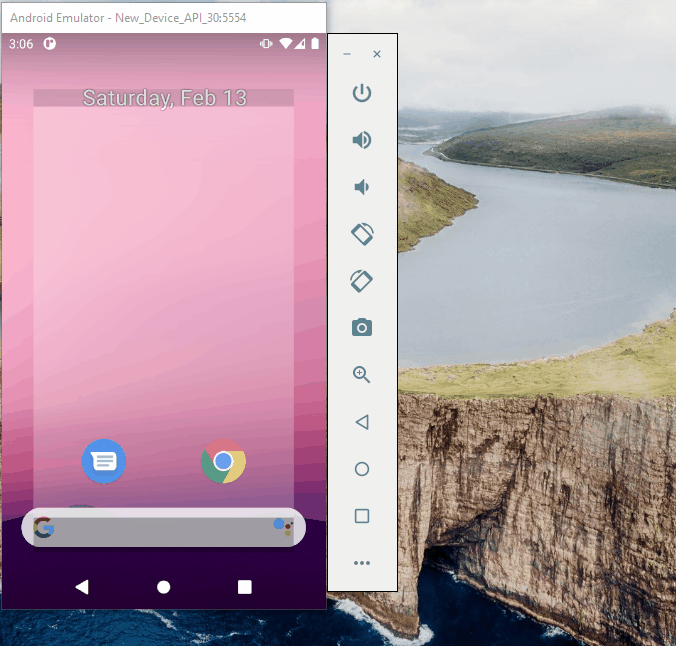 Android Emulator - New_Device_API_30:5554
3:06
Saturday, Feb 13
G